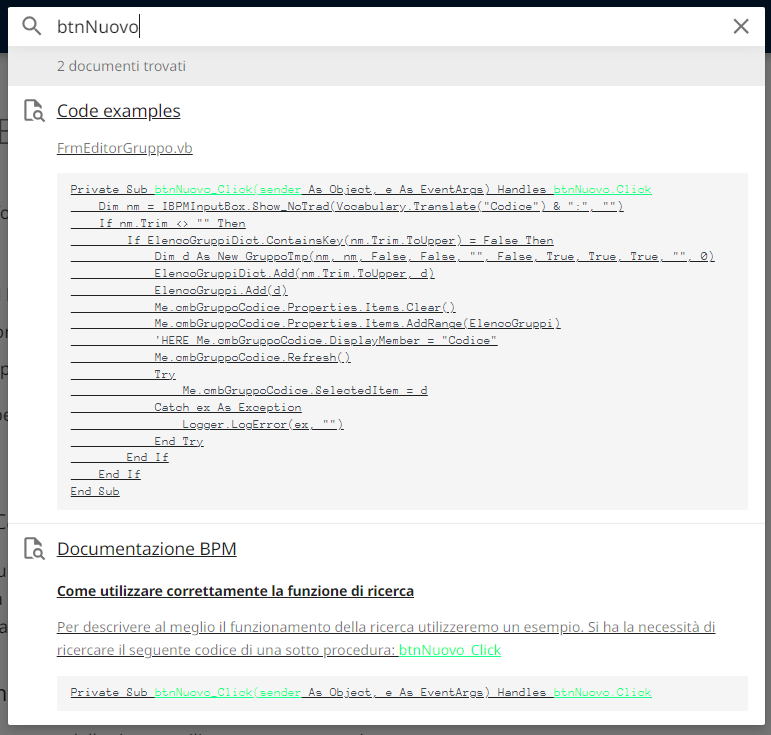 btnNuovo
2 documenti trovati
Code examples
FrmEditorGruppo.vb
Private Sub btnNuovo_Click(sender As Object, e As EventArgs) Handles btnNuovo.Click
    Dim nm = IBPMInputBox.Show_NoTrad(Vocabulary.Translate("Codice") & ":", "")
    If nm.Trim <> "" Then
        If ElencoGruppiDict.ContainsKey(nm.Trim.ToUpper) = False Then
            Dim d As New GruppoTmp(nm, nm, False, False, "", False, True, True, True, "", 0)
            ElencoGruppiDict.Add(nm.Trim.ToUpper, d)
            ElencoGruppi.Add(d)
            Me.cmbGruppoCodice.Properties.Items.Clear()
            Me.cmbGruppoCodice.Properties.Items.AddRange(ElencoGruppi)
            'HERE Me.cmbGruppoCodice.DisplayMember = "Codice"
            Me.cmbGruppoCodice.Refresh()
            Try
                Me.cmbGruppoCodice.SelectedItem = d
            Catch ex As Exception
                Logger.LogError(ex, "")
            End Try
        End If
    End If
End Sub
Documentazione BPM
Come utilizzare correttamente la funzione di ricerca
Per descrivere al meglio il funzionamento della ricerca utilizzeremo un esempio. Si ha la necessità di
ricercare il seguente codice di una sotto procedura: btnNuovo_Click
Private Sub btnNuovo_Click(sender As Object, e As EventArgs) Handles btnNuovo.Click